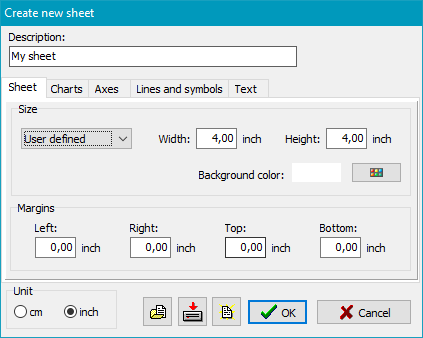 Create new sheet
Description:
My sheet
Sheet Charts Axes Lines and symbols Text
Size
User defined Width: 4,00 inch Height: 4,00 inch
Background color:
Margins
Left: Right: Top: Bottom:
0,00 inch 0,00 inch 0,00 inch 0,00 inch
Unit
cm inch OK Cancel